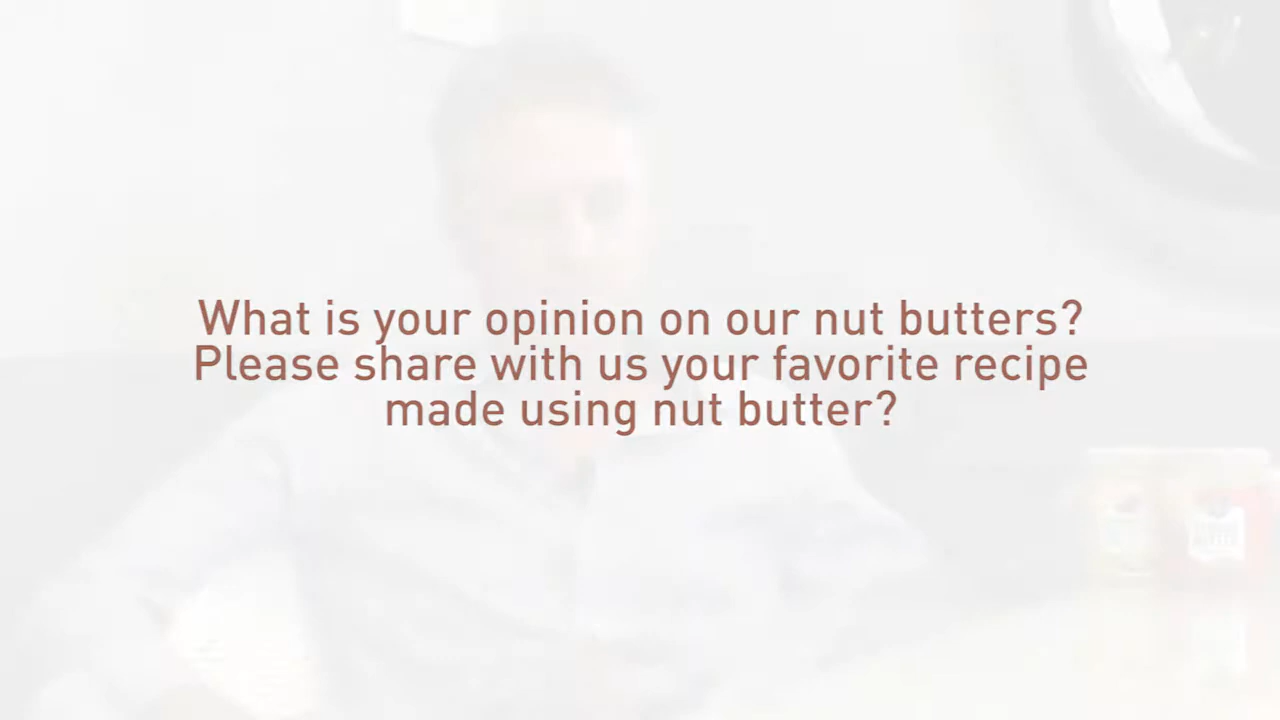 What is your opinion on our nut butters?
Please share with us your favorite recipe
made using nut butter?